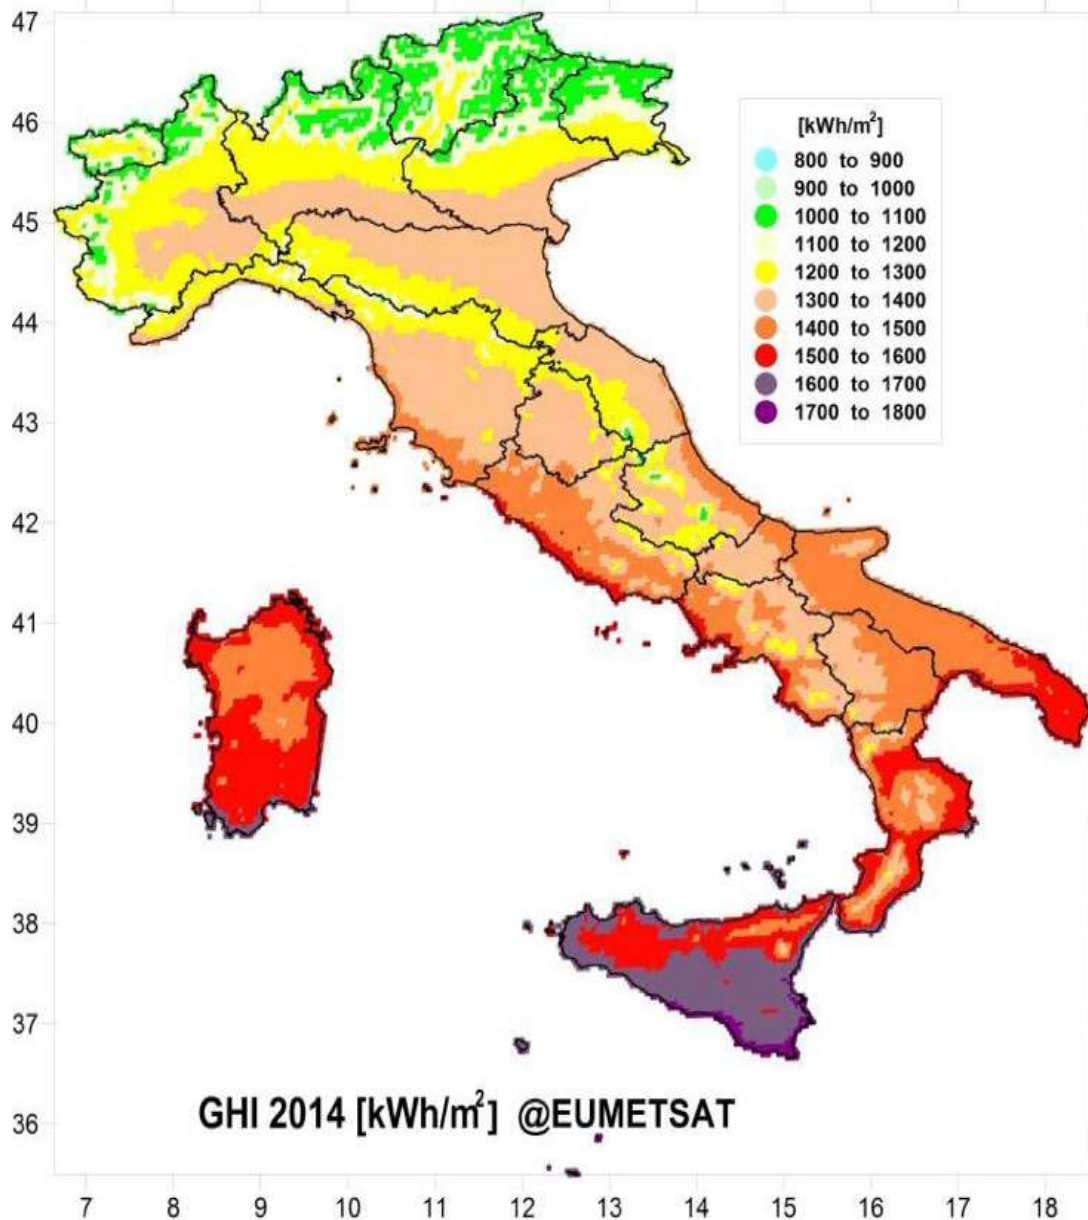 47
46
45
44
43
42
41
40
39
38
37
36
[kWh/m²]
800 to 900
900 to 1000
1000 to 1100
1100 to 1200
1200 to 1300
1300 to 1400
1400 to 1500
1500 to 1600
1600 to 1700
1700 to 1800
GHI 2014 [kWh/m²] @EUMETSAT
7 8 9 10 11 12 13 14 15 16 17 18